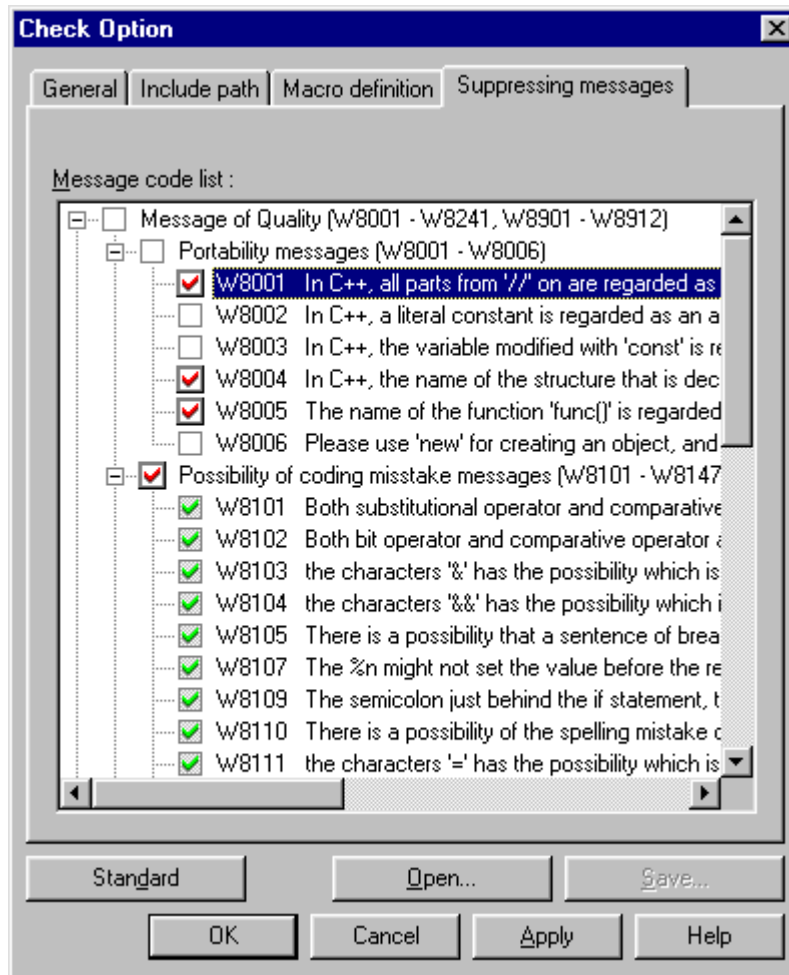 Check Option
General Include path Macro definition Suppressing messages
Message code list :
Message of Quality (W8001 - W8241, W8901 - W8912)
Portability messages (W8001 - W8006)
W8001 In C++, all parts from '//' on are regarded as
W8002 In C++, a literal constant is regarded as an a
W8003 In C++, the variable modified with 'const' is re
W8004 In C++, the name of the structure that is dec
W8005 The name of the function 'func()' is regarded
W8006 Please use 'new' for creating an object, and
Possibility of coding misstake messages (W8101 - W8147
W8101 Both substitutional operator and comparative
W8102 Both bit operator and comparative operator a
W8103 the characters '&' has the possibility which is
W8104 the characters '&&' has the possibility which i
W8105 There is a possibility that a sentence of brea
W8107 The %n might not set the value before the re
W8109 The semicolon just behind the if statement, t
W8110 There is a possibility of the spelling mistake o
W8111 the characters '=' has the possibility which is
Standard Open... Save...
OK Cancel Apply Help